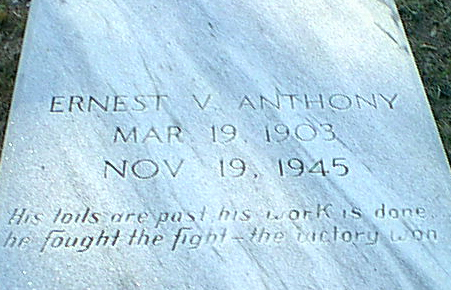 ERNEST V. ANTHONY
MAR 19, 1903
NOV 19, 1945
His toils are past his work is done
he fought the fight - the victory won